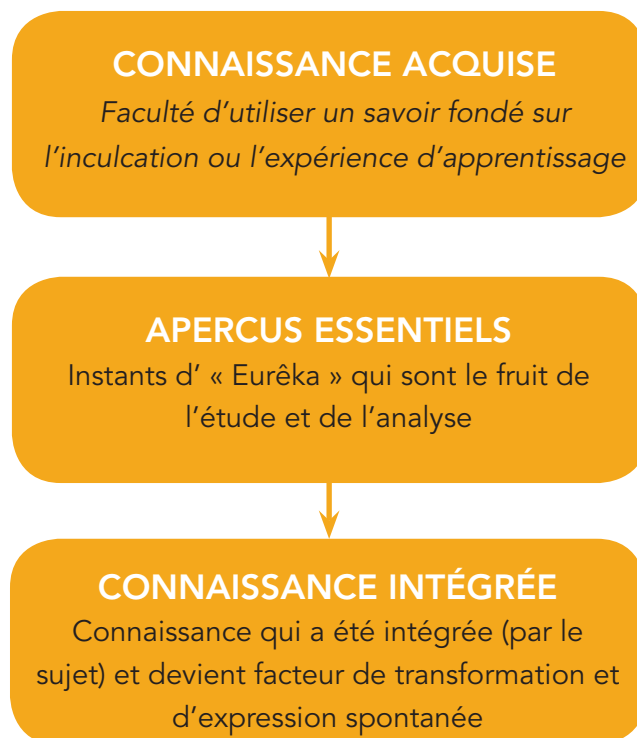 CONNAISSANCE ACQUISE
Faculté d’utiliser un savoir fondé sur
l’inculcation ou l’expérience d’apprentissage
APERCUS ESSENTIELS
Instants d’ « Eurêka » qui sont le fruit de
l’étude et de l’analyse
CONNAISSANCE INTÉGRÉE
Connaissance qui a été intégrée (par le
sujet) et devient facteur de transformation et
d’expression spontanée